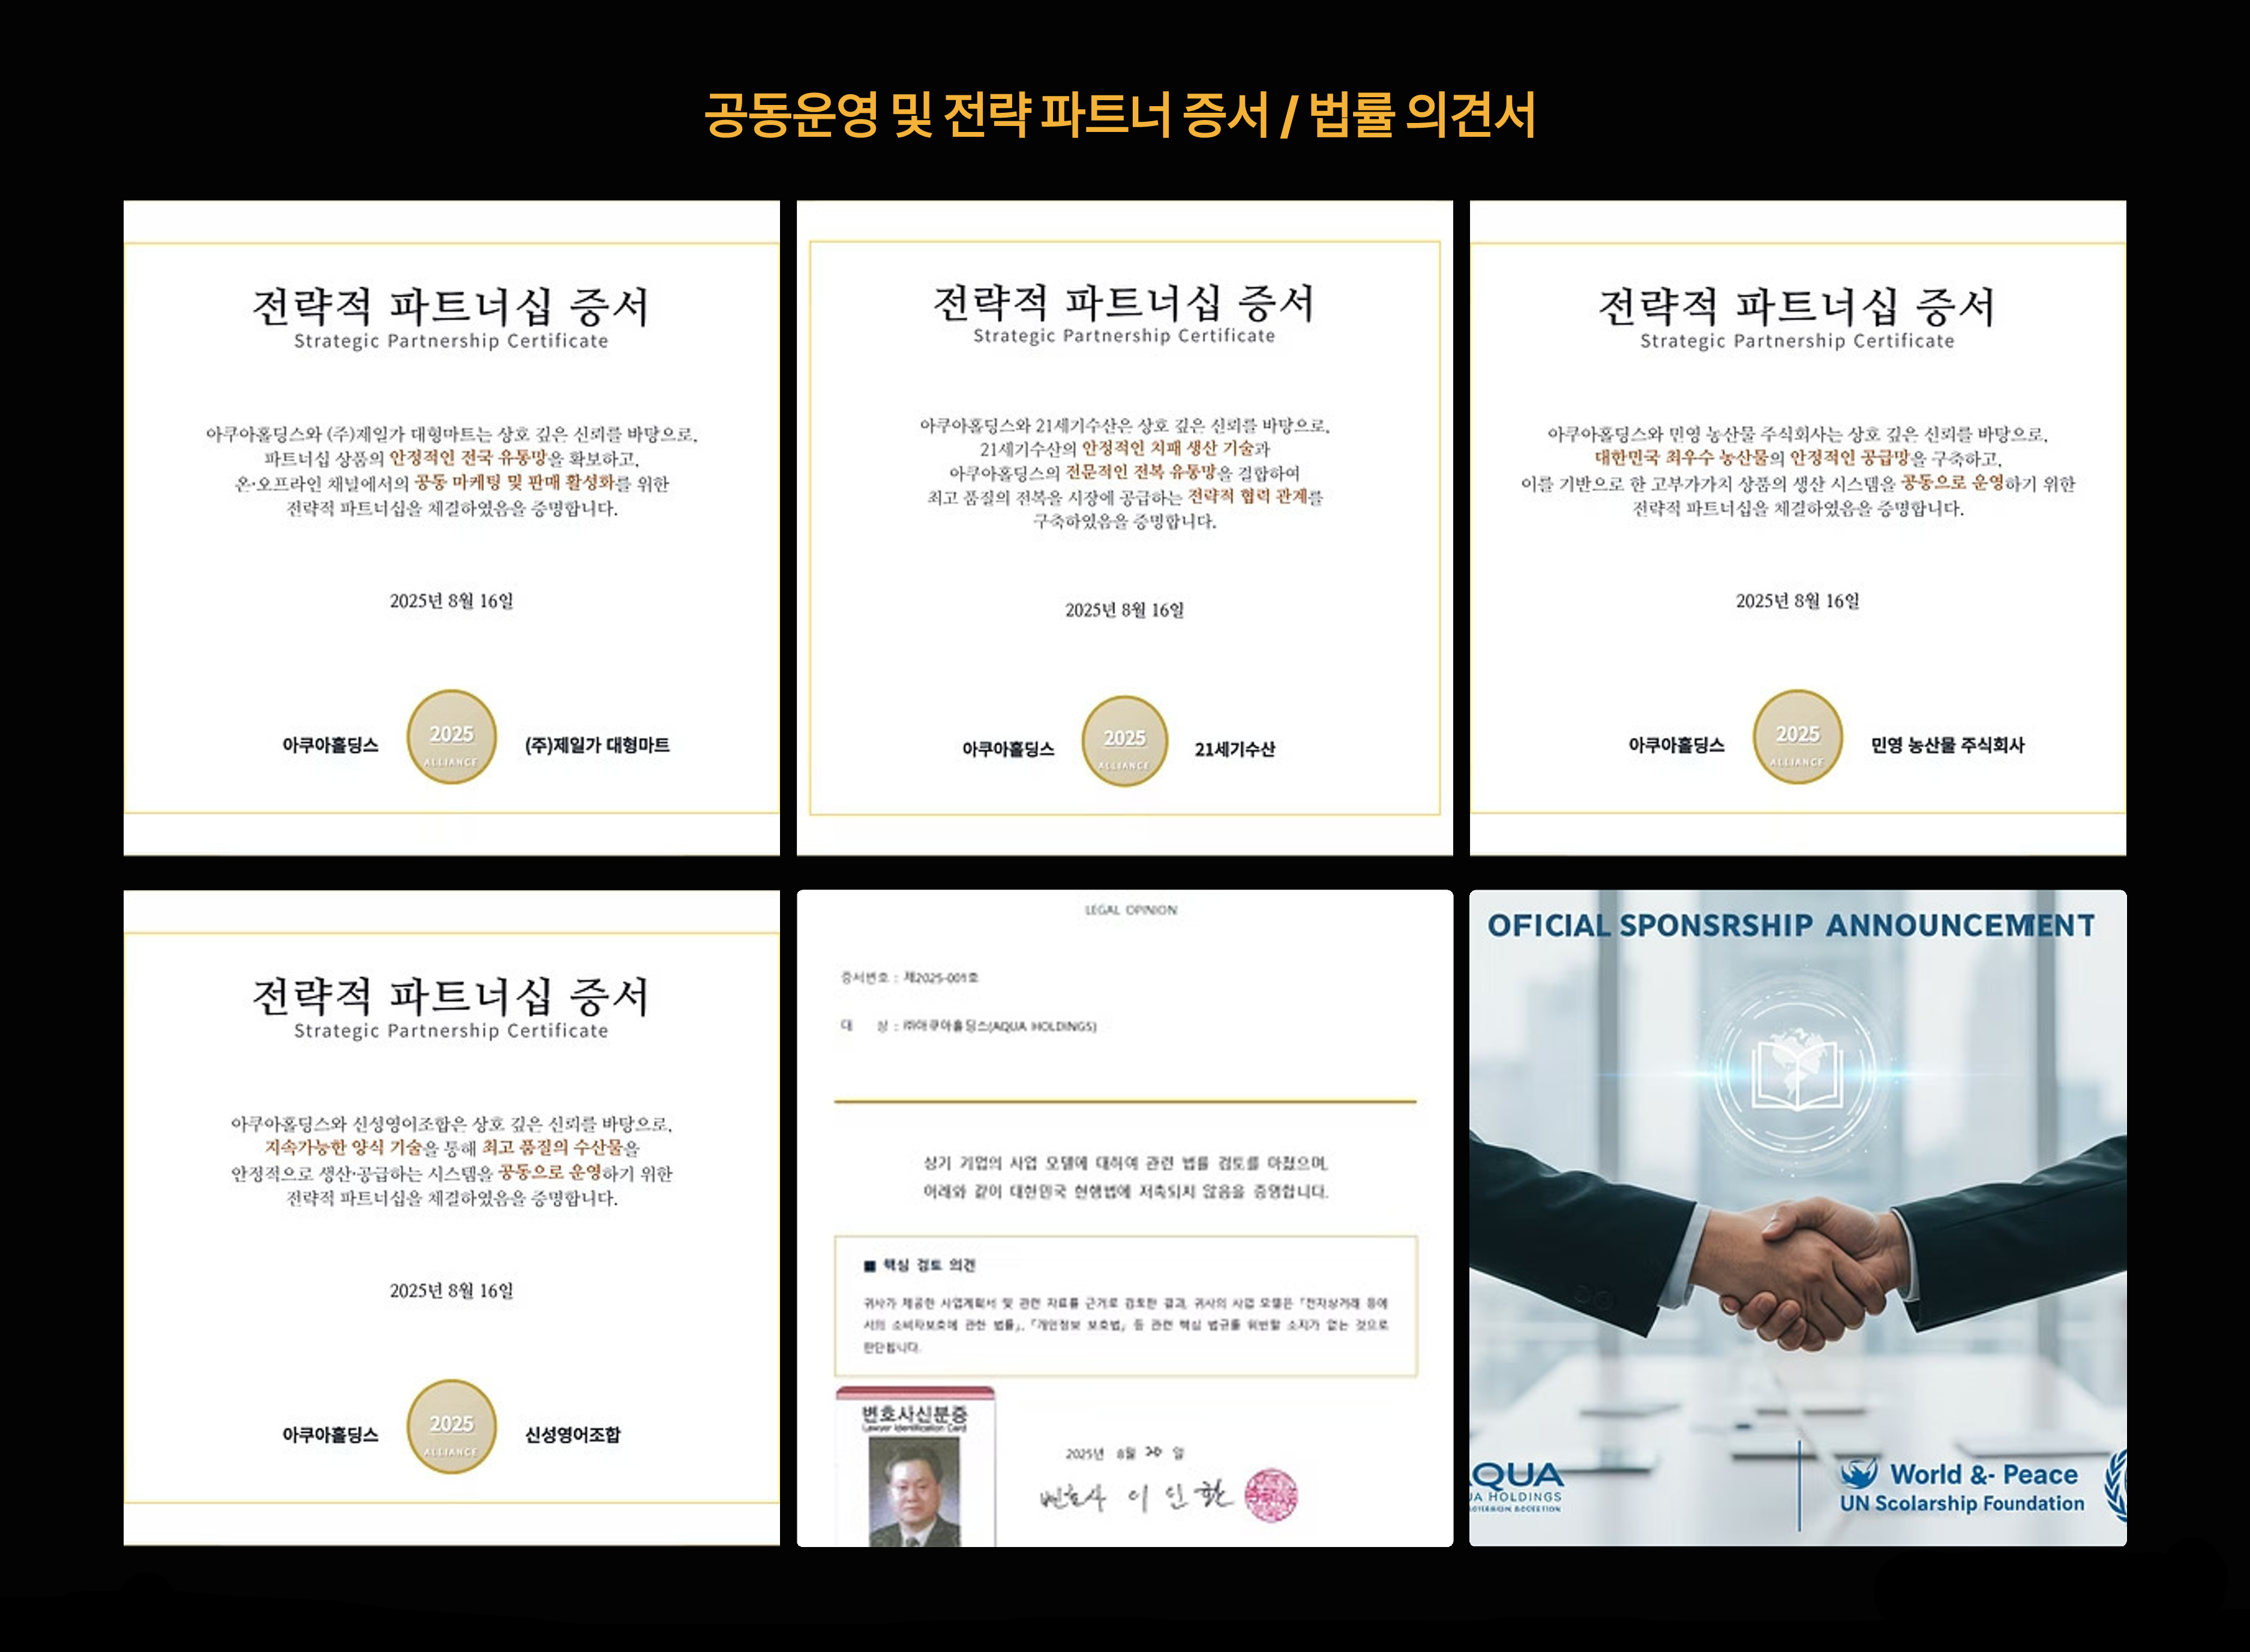 공동운영 및 전략 파트너 증서 / 법률 의견서
전략적 파트너십 증서
Strategic Partnership Certificate
아쿠아홀딩스와 (주)제일가 대형마트는 상호 깊은 신뢰를 바탕으로,
파트너십 상품의 안정적인 전국 유통망을 확보하고,
온·오프라인 채널에서의 공동 마케팅 및 판매 활성화를 위한
전략적 파트너십을 체결하였음을 증명합니다.
2025년 8월 16일
아쿠아홀딩스
2025
ALLIANCE
(주)제일가 대형마트
전략적 파트너십 증서
Strategic Partnership Certificate
아쿠아홀딩스와 21세기수산은 상호 깊은 신뢰를 바탕으로,
21세기수산의 안정적인 치패 생산 기술과
아쿠아홀딩스의 전문적인 전복 유통망을 결합하여
최고 품질의 전복을 시장에 공급하는 전략적 협력 관계를
구축하였음을 증명합니다.
2025년 8월 16일
아쿠아홀딩스
2025
ALLIANCE
21세기수산
전략적 파트너십 증서
Strategic Partnership Certificate
아쿠아홀딩스와 민영 농산물 주식회사는 상호 깊은 신뢰를 바탕으로,
대한민국 최우수 농산물의 안정적인 공급망을 구축하고,
이를 기반으로 한 고부가가치 상품의 생산 시스템을 공동으로 운영하기 위한
전략적 파트너십을 체결하였음을 증명합니다.
2025년 8월 16일
아쿠아홀딩스
2025
ALLIANCE
민영 농산물 주식회사
전략적 파트너십 증서
Strategic Partnership Certificate
아쿠아홀딩스와 신성영어조합은 상호 깊은 신뢰를 바탕으로,
지속가능한 양식 기술을 통해 최고 품질의 수산물을
안정적으로 생산·공급하는 시스템을 공동으로 운영하기 위한
전략적 파트너십을 체결하였음을 증명합니다.
2025년 8월 16일
아쿠아홀딩스
2025
ALLIANCE
신성영어조합
LEGAL OPINION
증서번호 : 제2025-001호
대 상 : ㈜아쿠아홀딩스(AQUA HOLDINGS)
상기 기업의 사업 모델에 대하여 관련 법률 검토를 마쳤으며,
아래와 같이 대한민국 현행법에 저촉되지 않음을 증명합니다.
■ 핵심 검토 의견
귀사가 제공한 사업계획서 및 관련 자료를 근거로 검토한 결과, 귀사의 사업 모델은 「전자상거래 등에
서의 소비자보호에 관한 법률」, 「개인정보 보호법」 등 관련 핵심 법규를 위반할 소지가 없는 것으로
판단됩니다.
변호사신분증
Lawyer Identification Card
2025년 8월 20 일
변호사 이인환
OFICIAL SPONSRSHIP ANNOUNCEMENT
QUA
UA HOLDINGS
World &- Peace
UN Scolarship Foundation